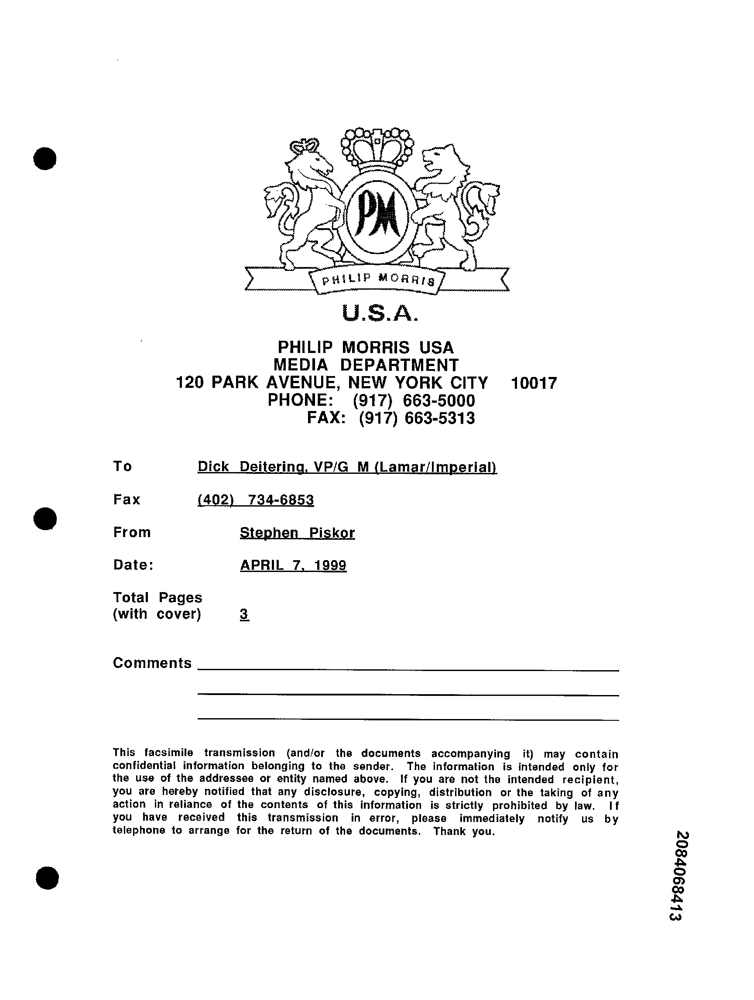 PM
PHILIP MORRIS
U.S.A.
PHILIP MORRIS USA
MEDIA DEPARTMENT
120 PARK AVENUE, NEW YORK CITY 10017
PHONE: (917) 663-5000
FAX: (917) 663-5313
To Dick Deitering, VP/G M (Lamar/Imperial)
Fax (402) 734-6853
From Stephen Piskor
Date: APRIL 7, 1999
Total Pages
(with cover) 3
Comments
This facsimile transmission (and/or the documents accompanying it) may contain
confidential information belonging to the sender. The information is intended only for
the use of the addressee or entity named above. If you are not the intended recipient,
you are hereby notified that any disclosure, copying, distribution or the taking of any
action in reliance of the contents of this information is strictly prohibited by law. If
you have received this transmission in error, please immediately notify us by
telephone to arrange for the return of the documents. Thank you.
2084068413